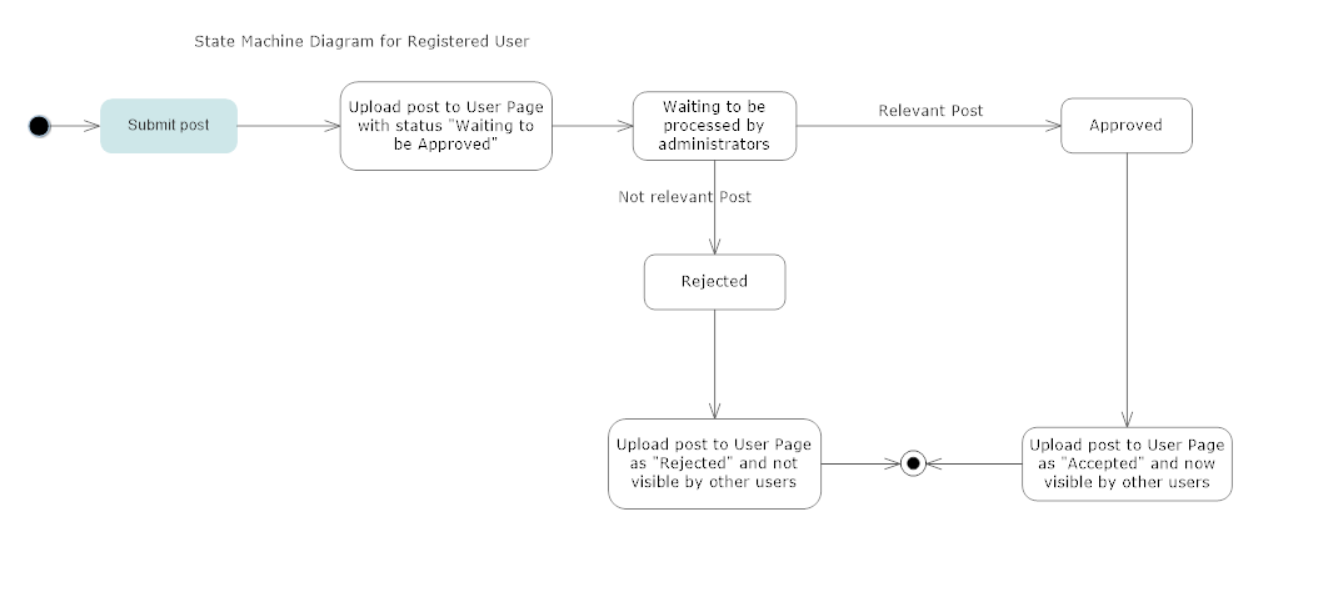 State Machine Diagram for Registered User
Submit post
Upload post to User Page
with status "Waiting to
be Approved"
Waiting to be
processed by
administrators
Relevant Post
Approved
Not relevant Post
Rejected
Upload post to User Page
as "Rejected" and not
visible by other users
Upload post to User Page
as "Accepted" and now
visible by other users